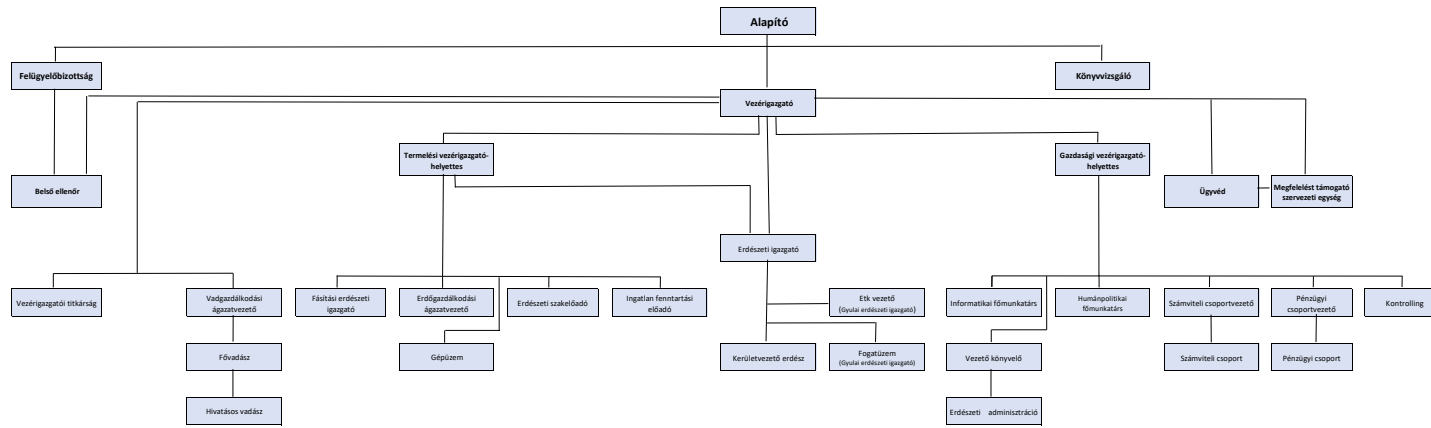 Alapító
Felügyelőbizottság
Könyvvizsgáló
Vezérigazgató
Termelési vezérigazgató-
helyettes
Gazdasági vezérigazgató-
helyettes
Belső ellenőr
Ügyvéd
Megfelelést támogató
szervezeti egység
Erdészeti igazgató
Vezérigazgatói titkárság
Vadgazdálkodási
ágazatvezető
Fásítási erdészeti
igazgató
Erdőgazdálkodási
ágazatvezető
Erdészeti szakelőadó
Ingatlan fenntartási
előadó
Etk vezető
(Gyulai erdészeti igazgató)
Informatikai főmunkatárs
Humánpolitikai
főmunkatárs
Számviteli csoportvezető
Pénzügyi
csoportvezető
Kontrolling
Fővadász
Gépüzem
Kerületvezető erdész
Fogatüzem
(Gyulai erdészeti igazgató)
Vezető könyvelő
Számviteli csoport
Pénzügyi csoport
Hivatásos vadász
Erdészeti adminisztráció